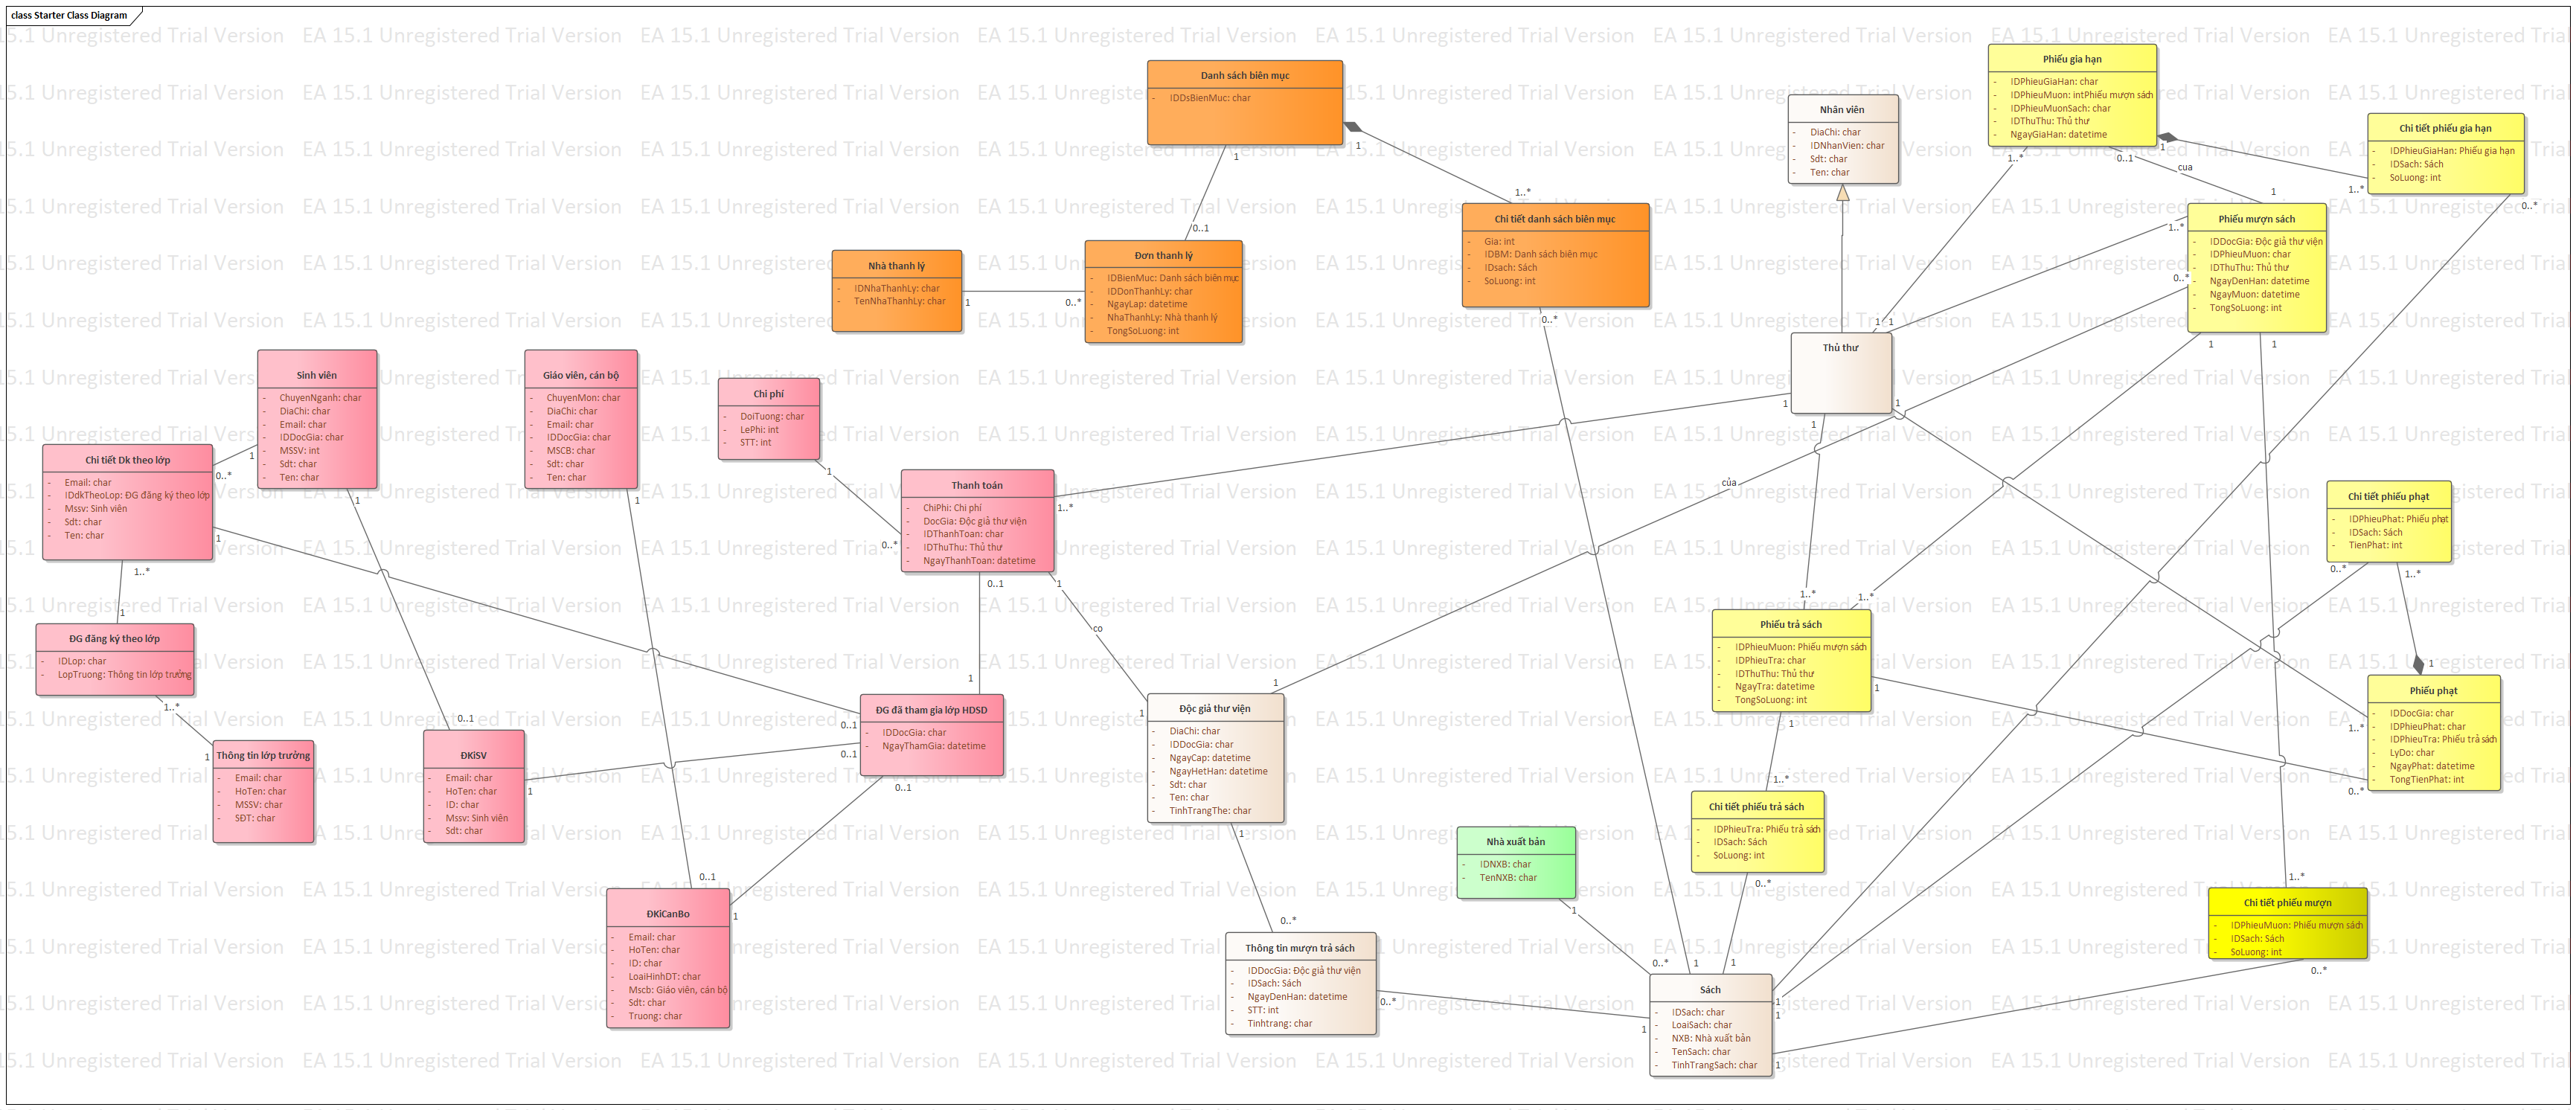 class Starter Class Diagram
EA 15.1 Unregistered Trial Version
Danh sách biên mục
- IDDsBienMuc: char
1
1
0..1
1..*
Nhân viên
- DiaChi: char
- IDNhanVien: char
- Sdt: char
- Ten: char
Phiếu gia hạn
- IDPhieuGiaHan: char
- IDPhieuMuon: intPhiếu mượn sách
- IDPhieuMuonSach: char
- IDThuThu: Thủ thư
- NgayGiaHan: datetime
1..*
0..1
1
cua
1
1..*
Chi tiết phiếu gia hạn
- IDPhieuGiaHan: Phiếu gia hạn
- IDSach: Sách
- SoLuong: int
0..*
Chi tiết danh sách biên mục
- Gia: int
- IDBM: Danh sách biên mục
- IDsach: Sách
- SoLuong: int
0..*
Phiếu mượn sách
- IDDocGia: Độc giả thư viện
- IDPhieuMuon: char
- IDThuThu: Thủ thư
- NgayDenHan: datetime
- NgayMuon: datetime
- TongSoLuong: int
1..*
0..*
1
1
Nhà thanh lý
- IDNhaThanhLy: char
- TenNhaThanhLy: char
1
0..*
Đơn thanh lý
- IDBienMuc: Danh sách biên mục
- IDDonThanhLy: char
- NgayLap: datetime
- NhaThanhLy: Nhà thanh lý
- TongSoLuong: int
Thủ thư
1
1
1
1
1
Sinh viên
- ChuyenNganh: char
- DiaChi: char
- Email: char
- IDDocGia: char
- MSSV: int
- Sdt: char
- Ten: char
1
1
Giáo viên, cán bộ
- ChuyenMon: char
- DiaChi: char
- Email: char
- IDDocGia: char
- MSCB: char
- Sdt: char
- Ten: char
1
Chi phí
- DoiTuong: char
- LePhi: int
- STT: int
1
0..*
Chi tiết Dk theo lớp
- Email: char
- IDdkTheoLop: ĐG đăng ký theo lớp
- Mssv: Sinh viên
- Sdt: char
- Ten: char
0..*
1
1..*
1
Thanh toán
- ChiPhi: Chi phí
- DocGia: Độc giả thư viện
- IDThanhToan: char
- IDThuThu: Thủ thư
- NgayThanhToan: datetime
1..*
0..1
1
co
của
Chi tiết phiếu phạt
- IDPhieuPhat: Phiếu phạt
- IDSach: Sách
- TienPhat: int
0..*
1..*
1
ĐG đăng ký theo lớp
- IDLop: char
- LopTruong: Thông tin lớp trưởng
1..*
1
Phiếu trả sách
- IDPhieuMuon: Phiếu mượn sách
- IDPhieuTra: char
- IDThuThu: Thủ thư
- NgayTra: datetime
- TongSoLuong: int
1..*
1..*
1
1
Phiếu phạt
- IDDocGia: char
- IDPhieuPhat: char
- IDPhieuTra: Phiếu trả sách
- LyDo: char
- NgayPhat: datetime
- TongTienPhat: int
1..*
0..*
ĐG đã tham gia lớp HDSD
- IDDocGia: char
- NgayThamGia: datetime
1
0..1
0..1
0..1
Độc giả thư viện
- DiaChi: char
- IDDocGia: char
- NgayCap: datetime
- NgayHetHan: datetime
- Sdt: char
- Ten: char
- TinhTrangThe: char
1
1
1
Thông tin lớp trưởng
- Email: char
- HoTen: char
- MSSV: char
- SĐT: char
ĐKíSV
- Email: char
- HoTen: char
- ID: char
- Mssv: Sinh viên
- Sdt: char
0..1
1
Chi tiết phiếu trả sách
- IDPhieuTra: Phiếu trả sách
- IDSach: Sách
- SoLuong: int
1..*
0..*
Nhà xuất bản
- IDNXB: char
- TenNXB: char
1
0..*
ĐKíCanBo
- Email: char
- HoTen: char
- ID: char
- LoaiHinhDT: char
- Mscb: Giáo viên, cán bộ
- Sdt: char
- Truong: char
0..1
1
Chi tiết phiếu mượn
- IDPhieuMuon: Phiếu mượn sách
- IDSach: Sách
- SoLuong: int
1..*
0..*
Thông tin mượn trả sách
- IDDocGia: Độc giả thư viện
- IDSach: Sách
- NgayDenHan: datetime
- STT: int
- Tinhtrang: char
0..*
0..*
Sách
- IDSach: char
- LoaiSach: char
- NXB: Nhà xuất bản
- TenSach: char
- TinhTrangSach: char
1
1
1
1
1
1